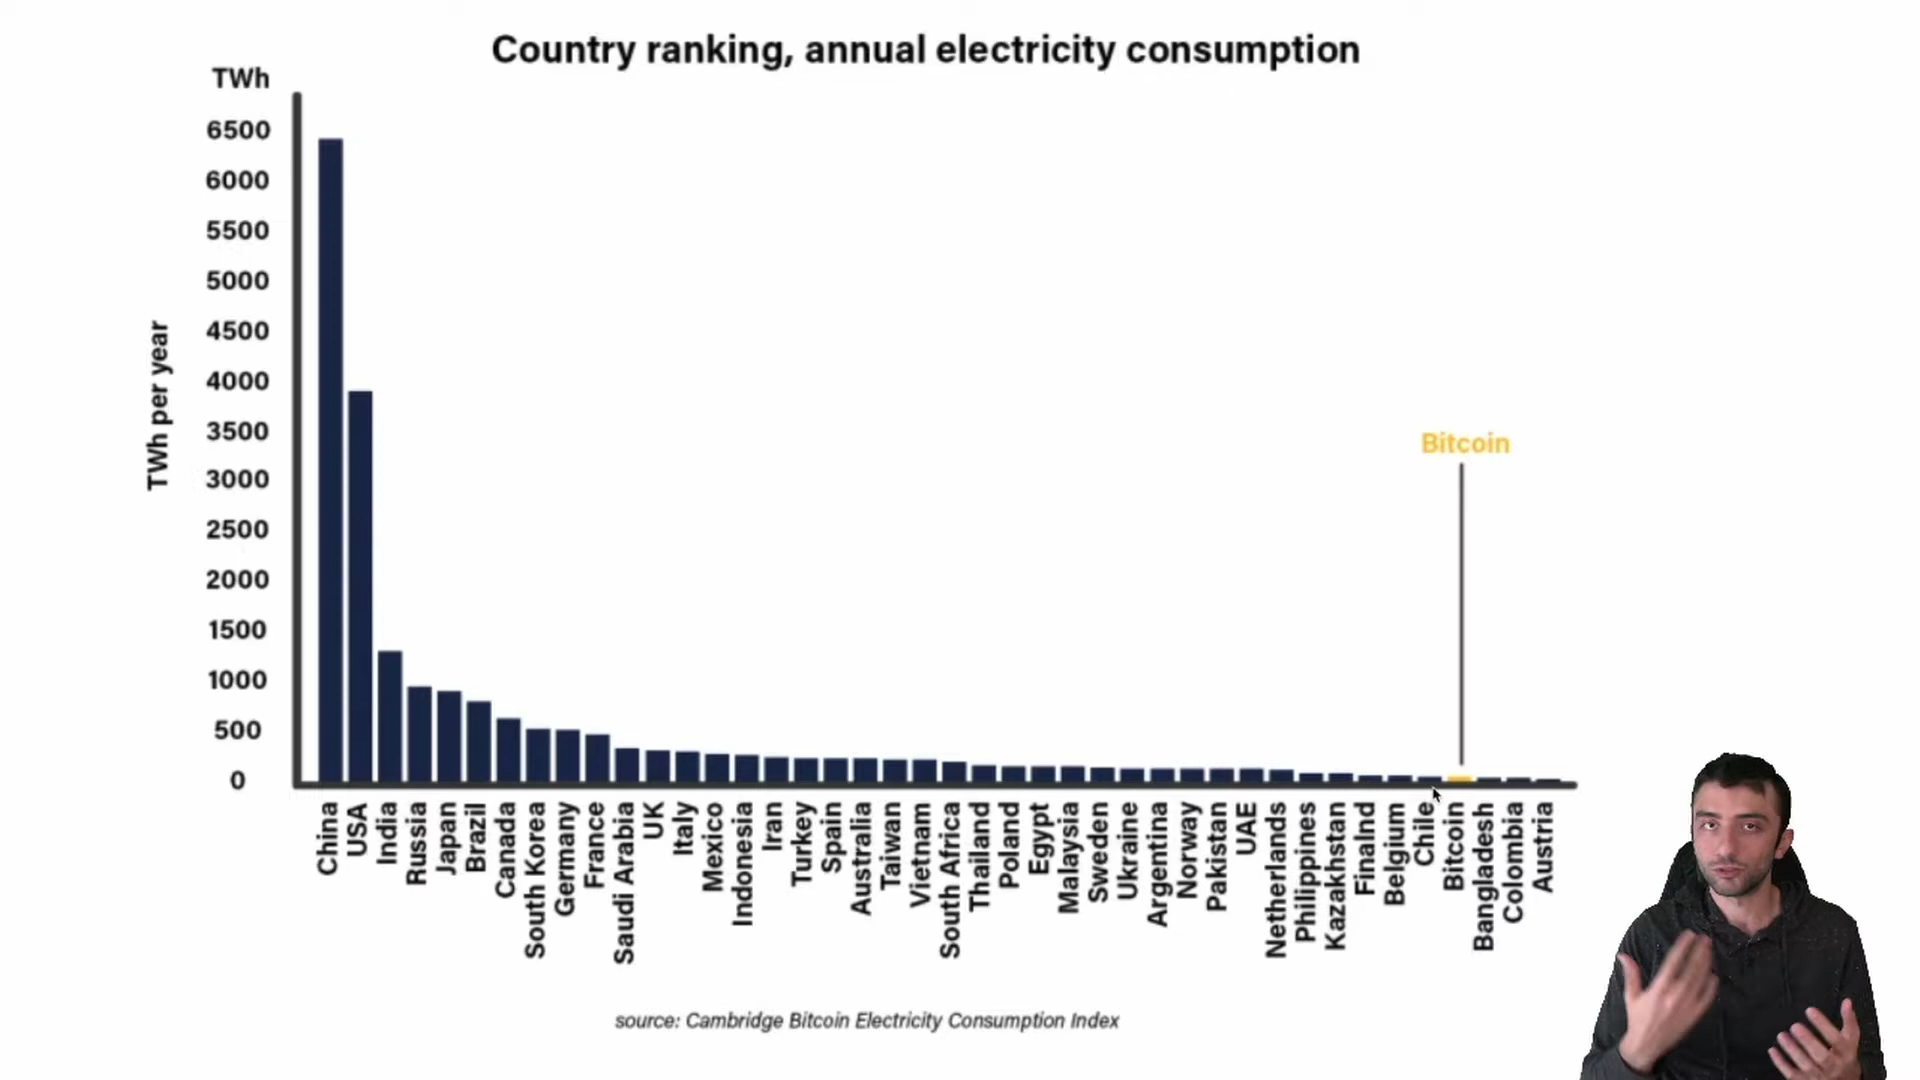 Country ranking, annual electricity consumption
TWh
6500
6000
5500
5000
4500
4000
3500
3000
2500
2000
1500
1000
500
0
TWh per year
Bitcoin
China
USA
India
Russia
Japan
Brazil
Canada
South Korea
Germany
France
Saudi Arabia
UK
Italy
Mexico
Indonesia
Iran
Turkey
Spain
Australia
Taiwan
Vietnam
South Africa
Thailand
Poland
Egypt
Malaysia
Sweden
Ukraine
Argentina
Norway
Pakistan
UAE
Netherlands
Philippines
Kazakhstan
Finalnd
Belgium
Chile
Bitcoin
Bangladesh
Colombia
Austria
source: Cambridge Bitcoin Electricity Consumption Index